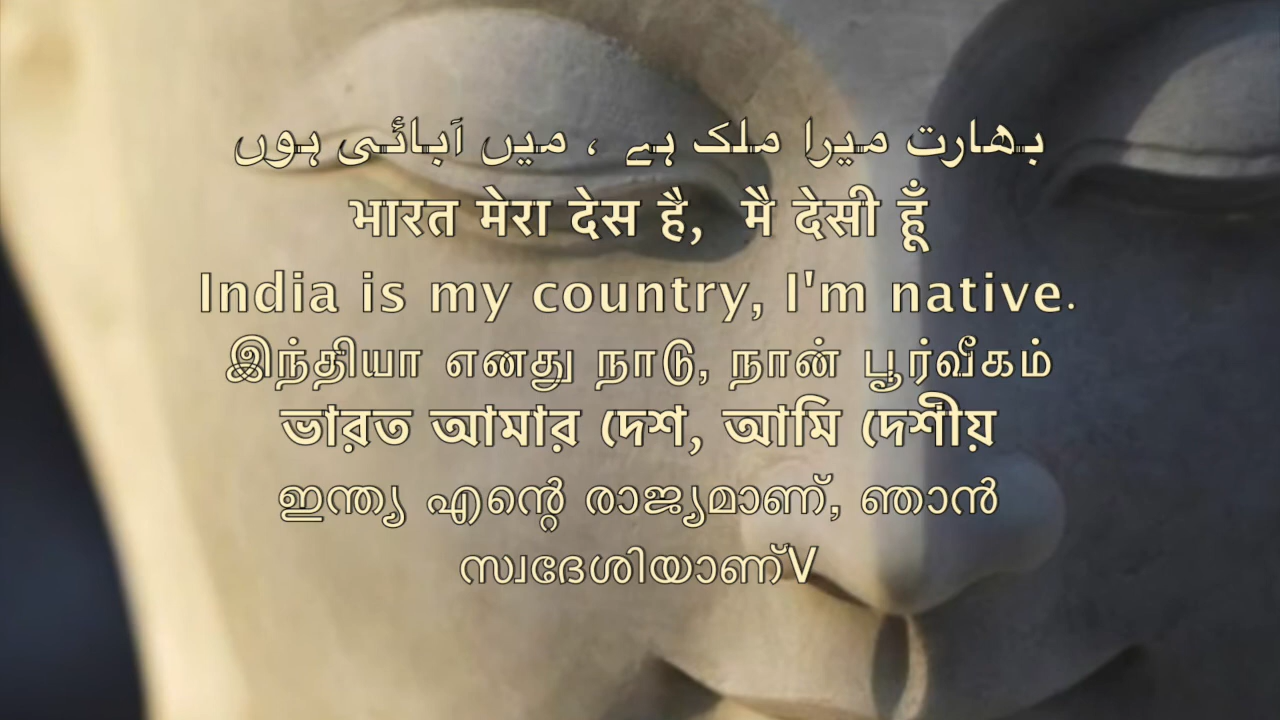 بھارت میرا ملک ہے ، میں آبائی ہوں
भारत मेरा देस है, मै देसी हूँ
India is my country, I'm native.
இந்தியா எனது நாடு, நான் பூர்வீகம்
ভারত আমার দেশ, আমি দেশীয়
ഇന്ത്യ എന്റെ രാജ്യമാണ്, ഞാൻ
സ്വദേശിയാണ്V